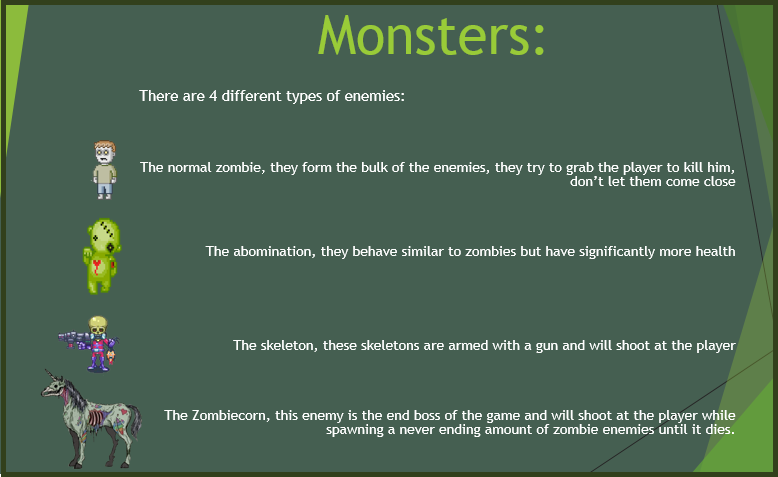 Monsters:
There are 4 different types of enemies:
The normal zombie, they form the bulk of the enemies, they try to grab the player to kill him,
don't let them come close
The abomination, they behave similar to zombies but have significantly more health
The skeleton, these skeletons are armed with a gun and will shoot at the player
The Zombiecorn, this enemy is the end boss of the game and will shoot at the player while
spawning a never ending amount of zombie enemies until it dies.